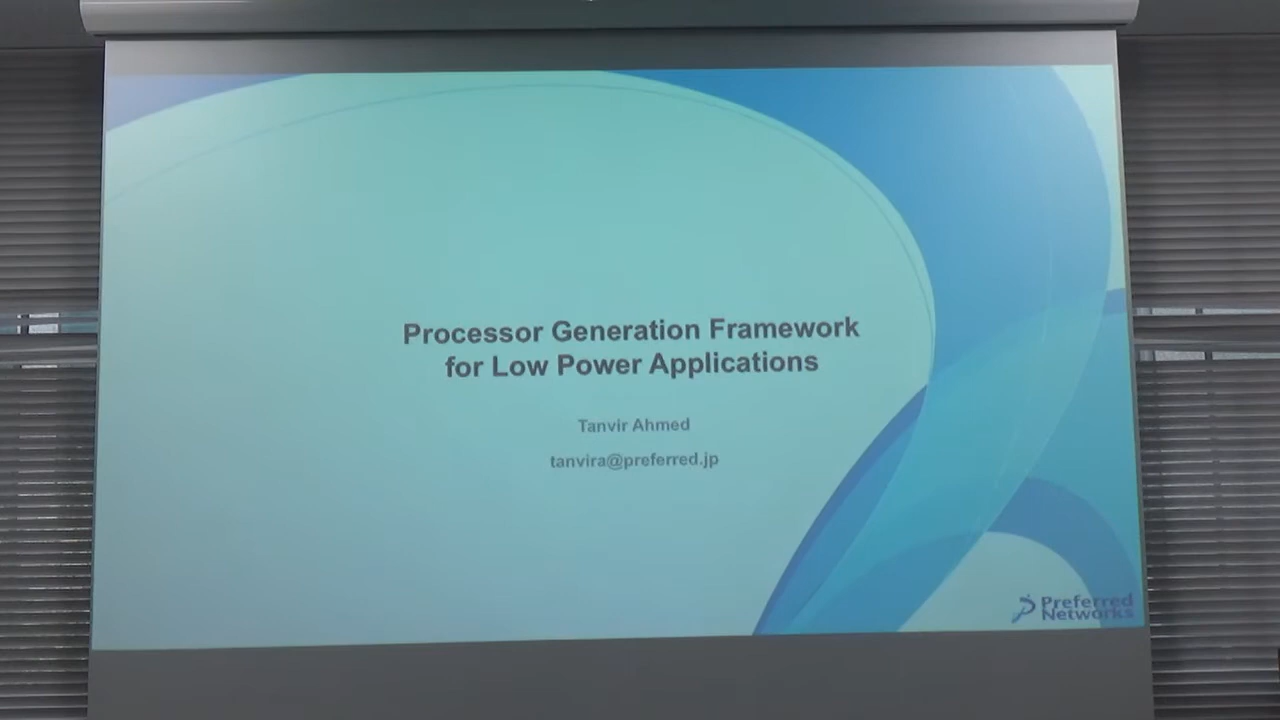 Processor Generation Framework
for Low Power Applications
Tanvir Ahmed
tanvira@preferred.jp
Preferred
Networks